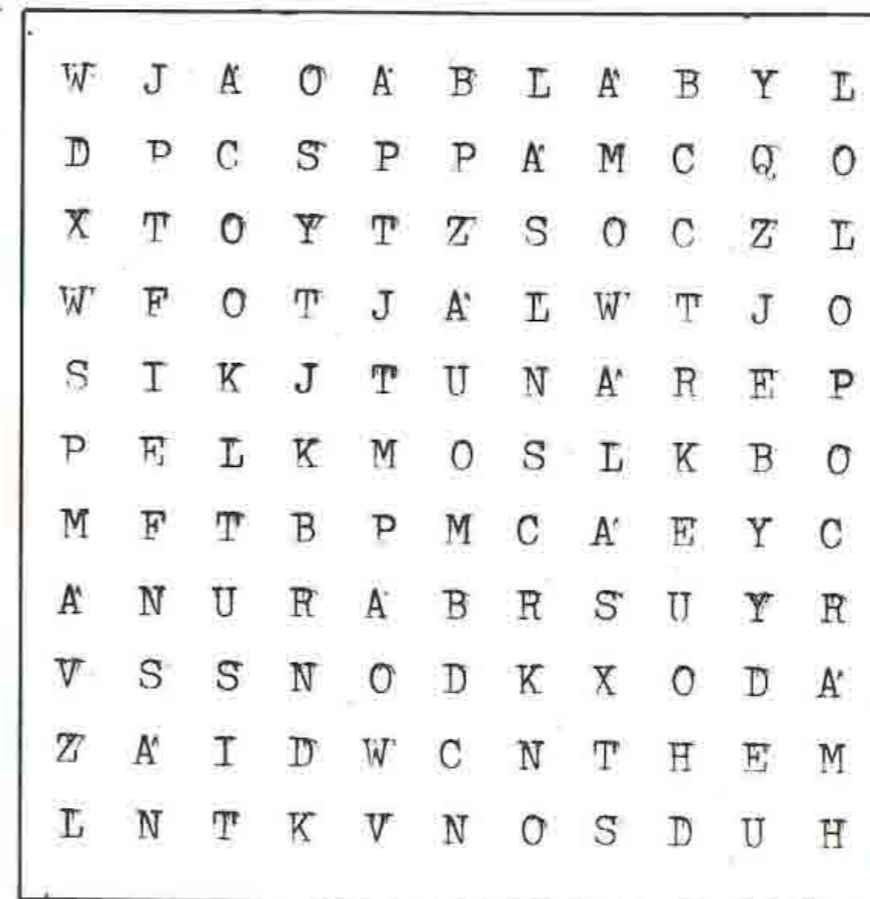 W J A O A B L A B Y L
D P C S P P A M C Q O
X T O Y T Z S O C Z L
W F O T J A L W T J O
S I K J T U N A R E P
P E L K M O S L K B O
M F T B P M C A E Y C
A N U R A B R S U Y R
V S S N O D K X O D A
Z A I D W C N T H E M
L N T K V N O S D U H